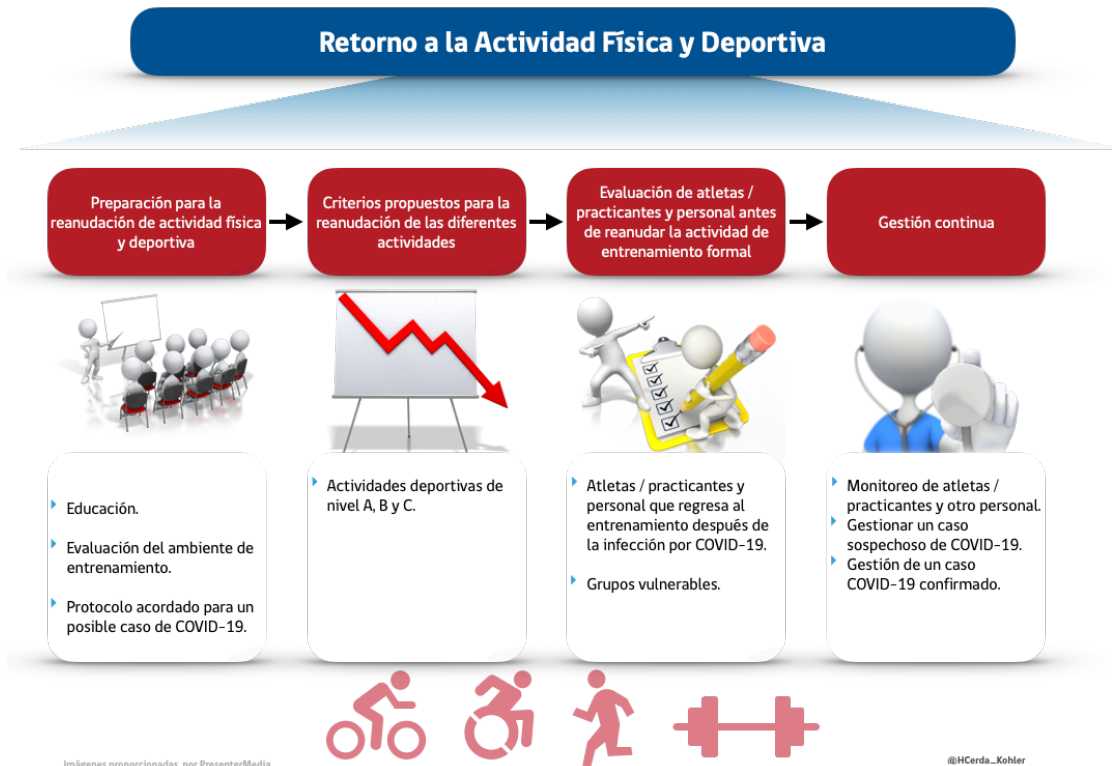 Retorno a la Actividad Física y Deportiva
Preparación para la
reanudación de actividad física
y deportiva
Criterios propuestos para la
reanudación de las diferentes
actividades
Evaluación de atletas /
practicantes y personal antes
de reanudar la actividad de
entrenamiento formal
Gestión continua
Educación.
Evaluación del ambiente de
entrenamiento.
Protocolo acordado para un
posible caso de COVID-19.
Actividades deportivas de
nivel A, B y C.
Atletas / practicantes y
personal que regresa al
entrenamiento después de
la infección por COVID-19.
Grupos vulnerables.
Monitoreo de atletas /
practicantes y otro personal.
Gestionar un caso
sospechoso de COVID-19.
Gestión de un caso
COVID-19 confirmado.
Imágenes proporcionadas por PresenterMedia
@HCerda_Kohler